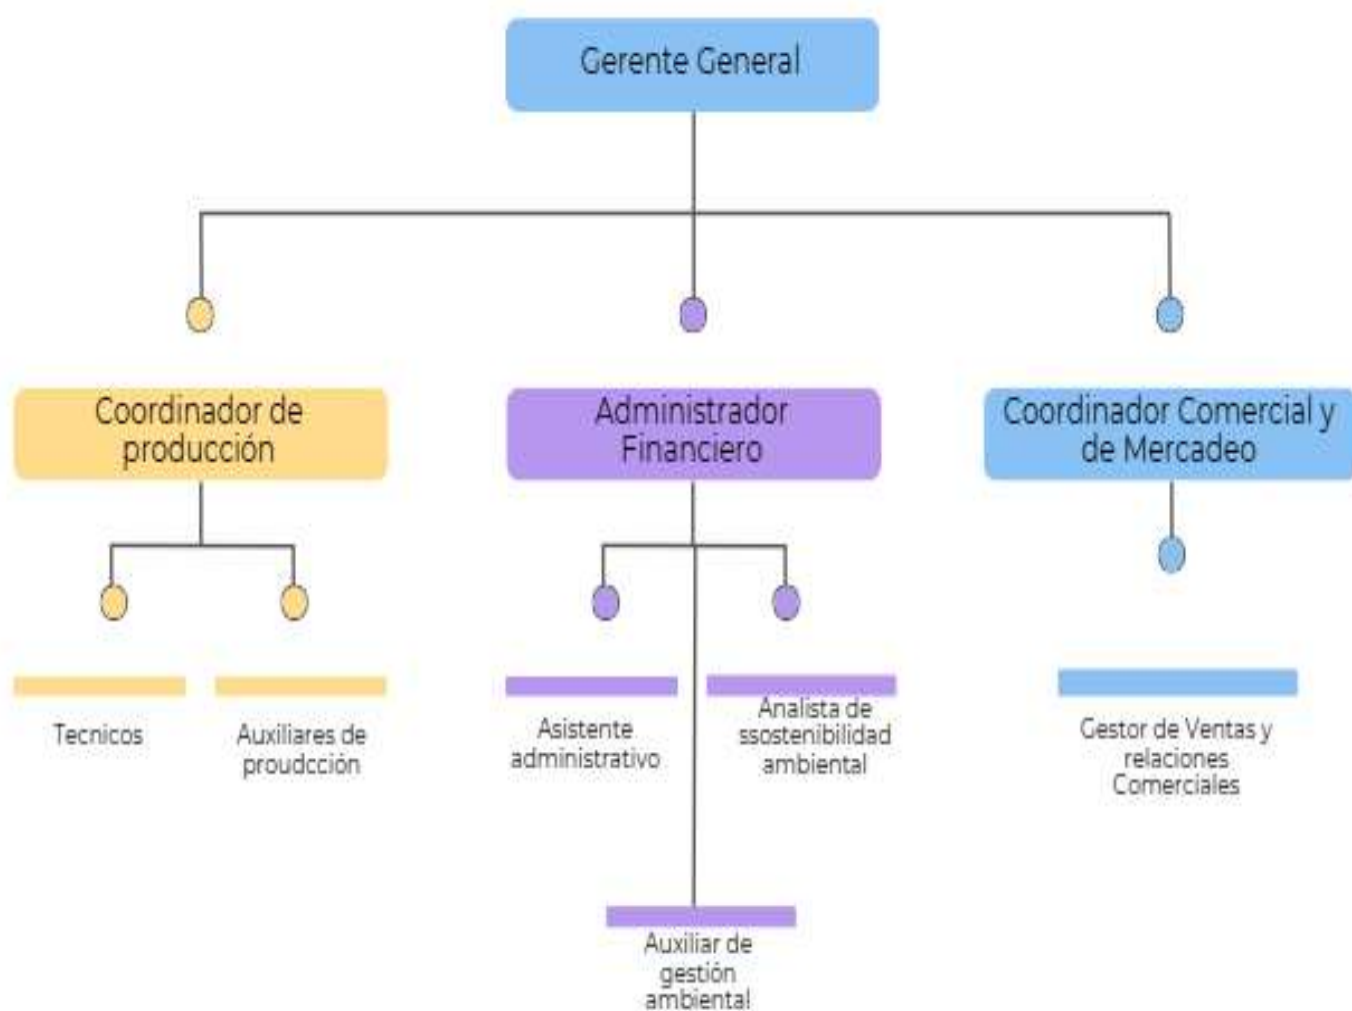 Gerente General
Coordinador de
producción
Administrador
Financiero
Coordinador Comercial y
de Mercadeo
Tecnicos
Auxiliares de
proudcción
Asistente
administrativo
Analista de
ssostenibilidad
ambiental
Gestor de Ventas y
relaciones
Comerciales
Auxiliar de
gestión
ambiental